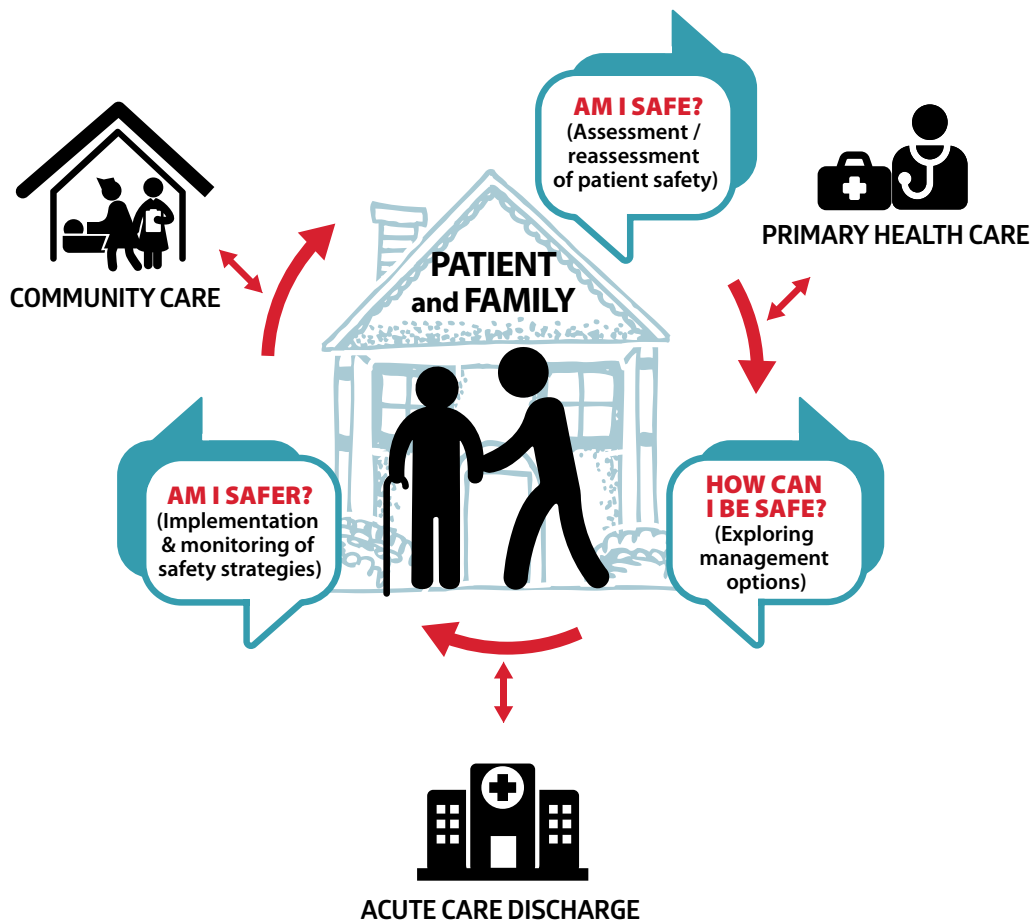 AM I SAFE?
(Assessment /
reassessment
of patient safety)
PRIMARY HEALTH CARE
COMMUNITY CARE
PATIENT
and FAMILY
AM I SAFER?
(Implementation
& monitoring of
safety strategies)
HOW CAN
I BE SAFE?
(Exploring
management
options)
ACUTE CARE DISCHARGE